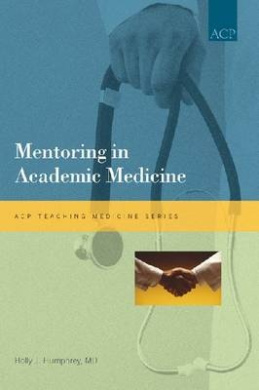 ACP
Mentoring in
Academic Medicine
ACP TEACHING MEDICINE SERIES
Holly J. Humphrey, MD